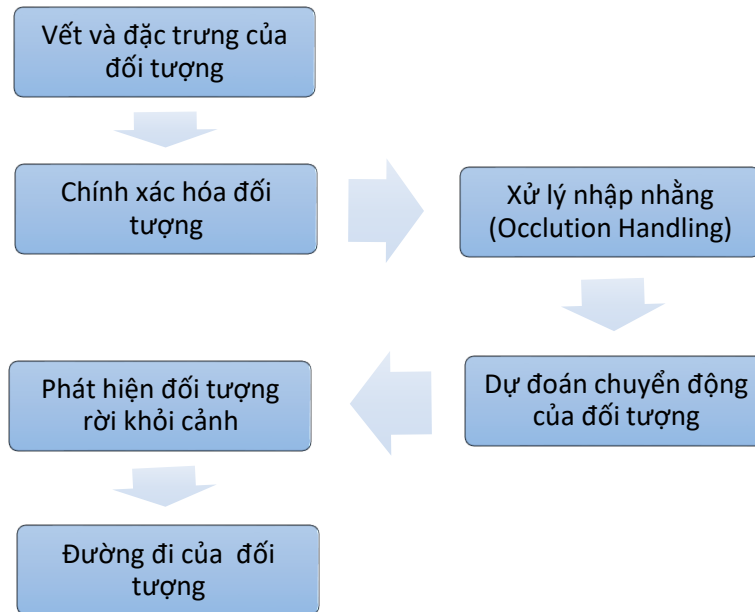 Vết và đặc trưng của
đối tượng
Chính xác hóa đối
tượng
Xử lý nhập nhằng
(Occlution Handling)
Dự đoán chuyển động
của đối tượng
Phát hiện đối tượng
rời khỏi cảnh
Đường đi của đối
tượng